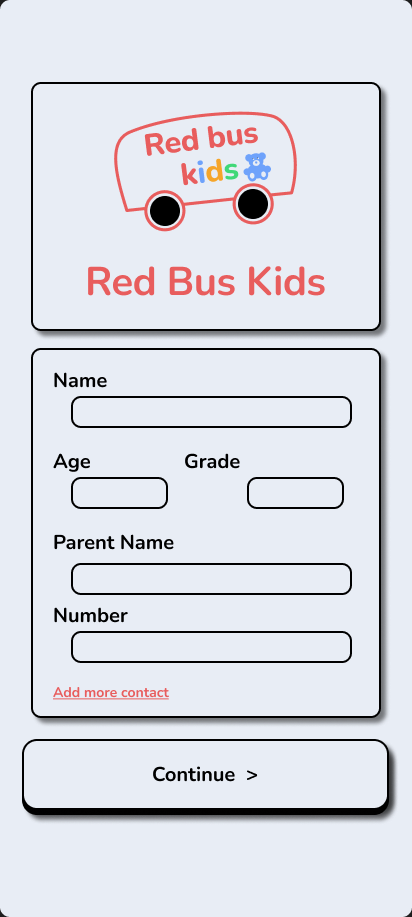 Red bus
kids
Red Bus Kids
Name
Age Grade
Parent Name
Number
Add more contact
Continue >